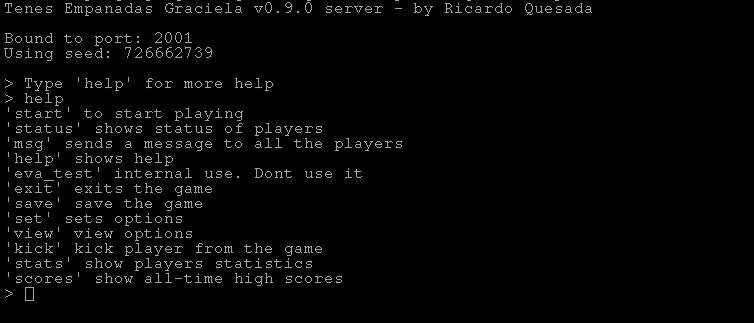 Tenes Empanadas Graciela v0.9.0 server - by Ricardo Quesada
Bound to port: 2001
Using seed: 726662739
> Type 'help' for more help
> help
'start' to start playing
'status' shows status of players
'msg' sends a message to all the players
'help' shows help
'eva_test' internal use. Dont use it
'exit' exits the game
'save' save the game
'set' sets options
'view' view options
'kick' kick player from the game
'stats' show players statistics
'scores' show all-time high scores
>